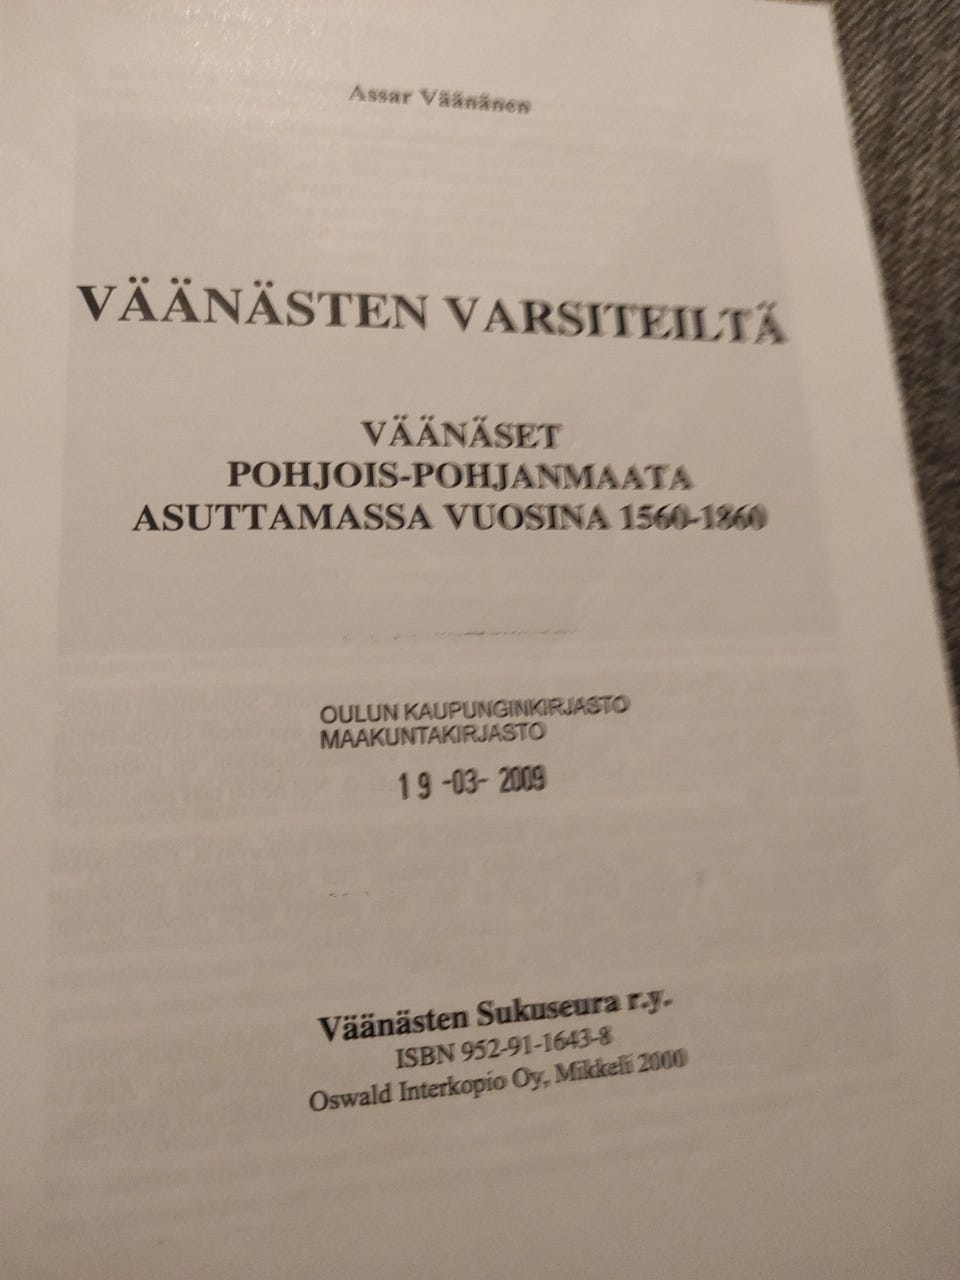 Assar Väänänen
VÄÄNÄSTEN VARSITEILTÄ
VÄÄNÄSET
POHJOIS-POHJANMAATA
ASUTTAMASSA VUOSINA 1560-1860
OULUN KAUPUNGINKIRJASTO
MAAKUNTAKIRJASTO
19 -03- 2009
Väänästen Sukuseura r.y.
ISBN 952-91-1643-8
Oswald Interkopio Oy, Mikkeli 2000